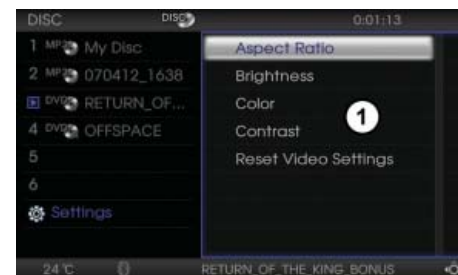 DISC DISC 0:01:13
1 MP3 My Disc
2 MP3 070412_1638
DVD RETURN_OF...
4 DVD OFFSPACE
5
6
Settings
Aspect Ratio
Brightness
Color
Contrast
Reset Video Settings
1
24°C RETURN_OF_THE_KING_BONUS